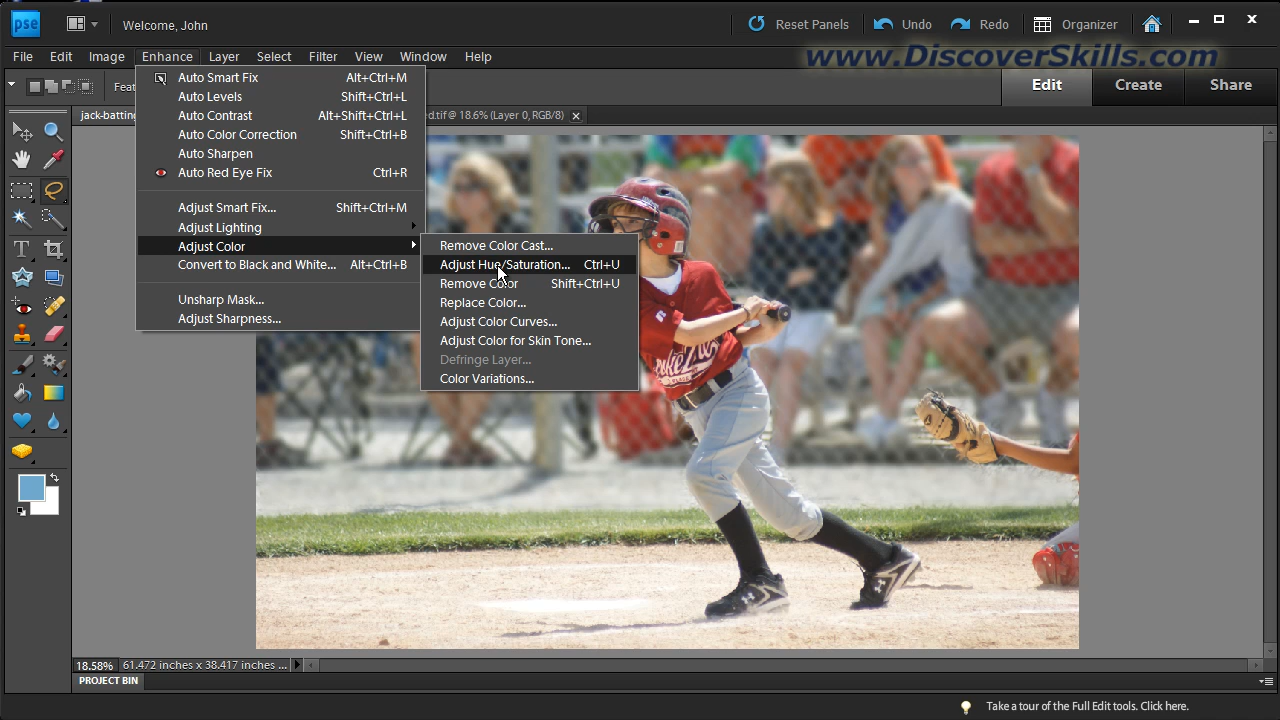 pse
Welcome, John
Reset Panels
Undo
Redo
Organizer
File Edit Image Enhance Layer Select Filter View Window Help
www.DiscoverSkills.com
Edit
Create
Share
jack-batting
d.tif @ 18.6% (Layer 0, RGB/8)
Auto Smart Fix Alt+Ctrl+M
Auto Levels Shift+Ctrl+L
Auto Contrast Alt+Shift+Ctrl+L
Auto Color Correction Shift+Ctrl+B
Auto Sharpen
Auto Red Eye Fix Ctrl+R
Adjust Smart Fix... Shift+Ctrl+M
Adjust Lighting
Adjust Color
Convert to Black and White... Alt+Ctrl+B
Unsharp Mask...
Adjust Sharpness...
Remove Color Cast...
Adjust Hue/Saturation... Ctrl+U
Remove Color Shift+Ctrl+U
Replace Color...
Adjust Color Curves...
Adjust Color for Skin Tone...
Defringe Layer...
Color Variations...
18.58% 61.472 inches x 38.417 inches ...
PROJECT BIN
Take a tour of the Full Edit tools. Click here.